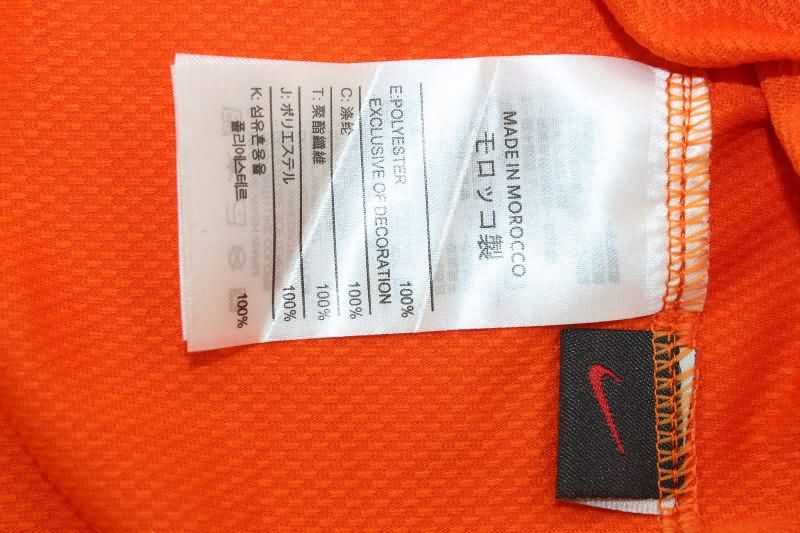 MADE IN MOROCCO
モロッコ製
E:POLYESTER 100%
EXCLUSIVE OF DECORATION
C: 涤纶 100%
T: 聚酯纖維 100%
J: ポリエステル 100%
K: 섬유혼용율
폴리에스테르 100%